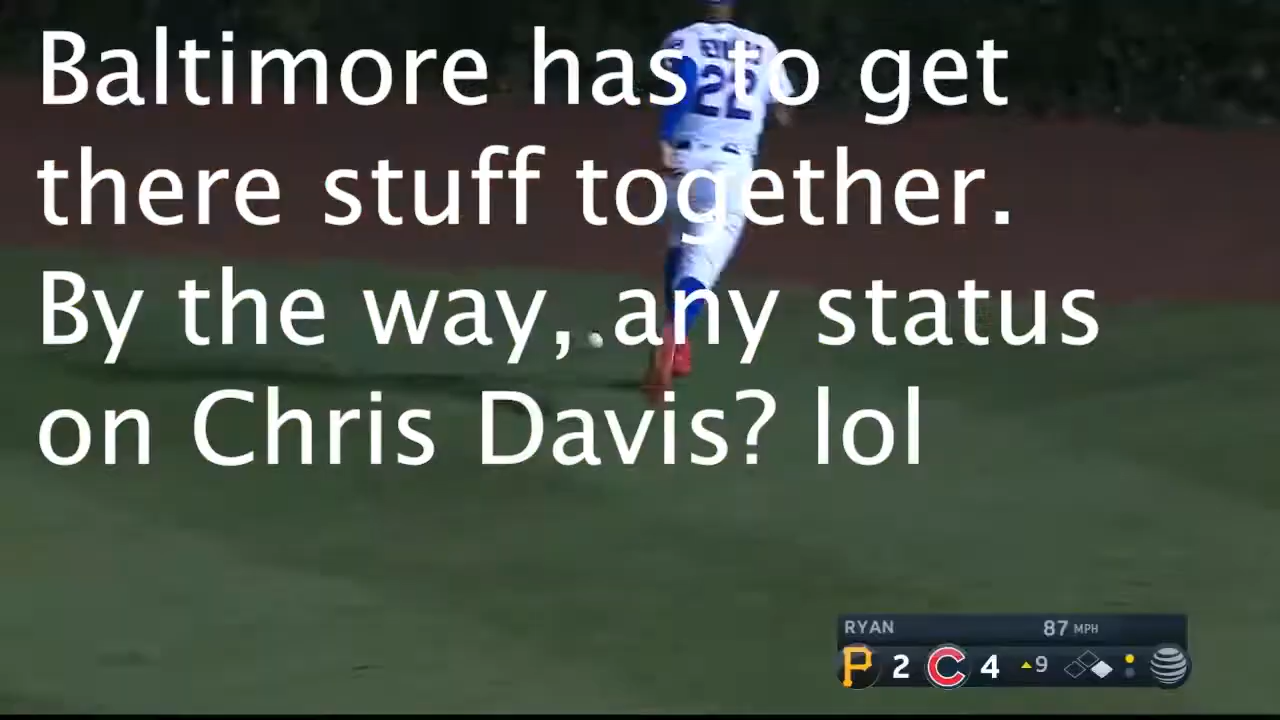 Baltimore has to get
there stuff together.
By the way, any status
on Chris Davis? lol
22
RYAN 87 MPH
P 2 C 4 9